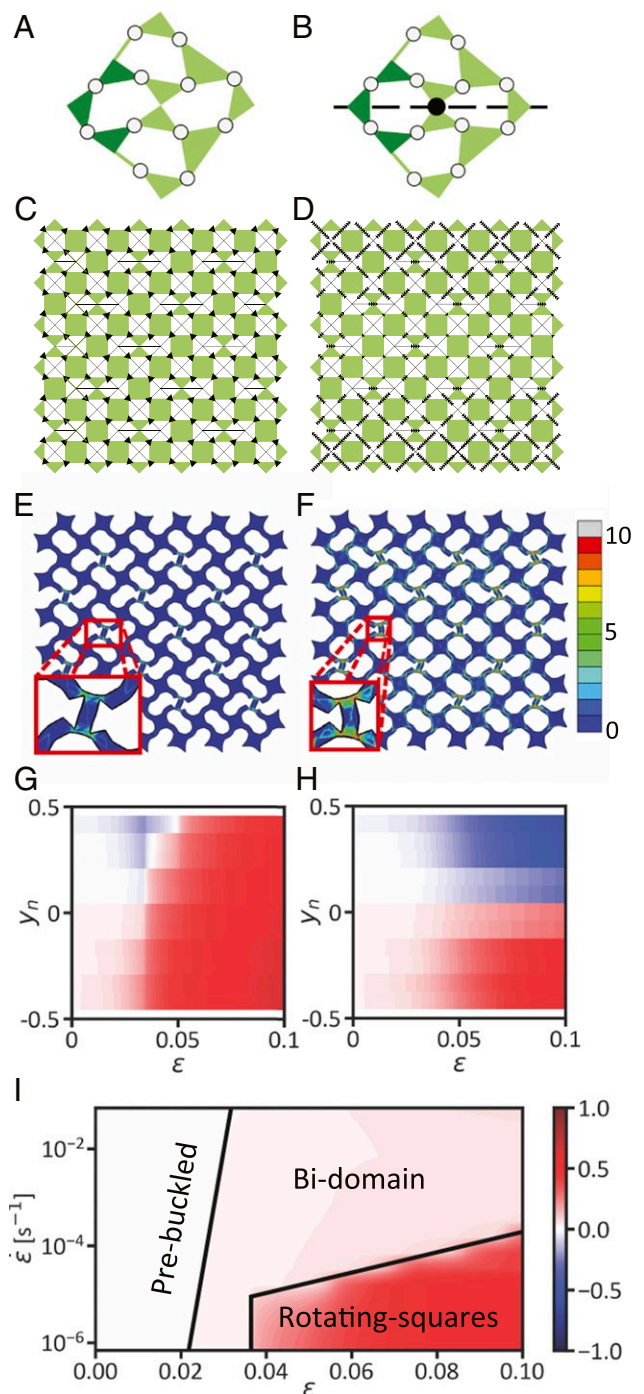 A B
C D
E F
10
5
0
G H
0.5 0.5
yₙ 0 yₙ 0
-0.5 -0.5
0 0.05 0.1 0 0.05 0.1
ε ε
I
1.0
10⁻² 0.5
ε̇ [s⁻¹] Pre-buckled Bi-domain 0.0
10⁻⁴ −0.5
Rotating-squares
10⁻⁶ −1.0
0.00 0.02 0.04 0.06 0.08 0.10
ε